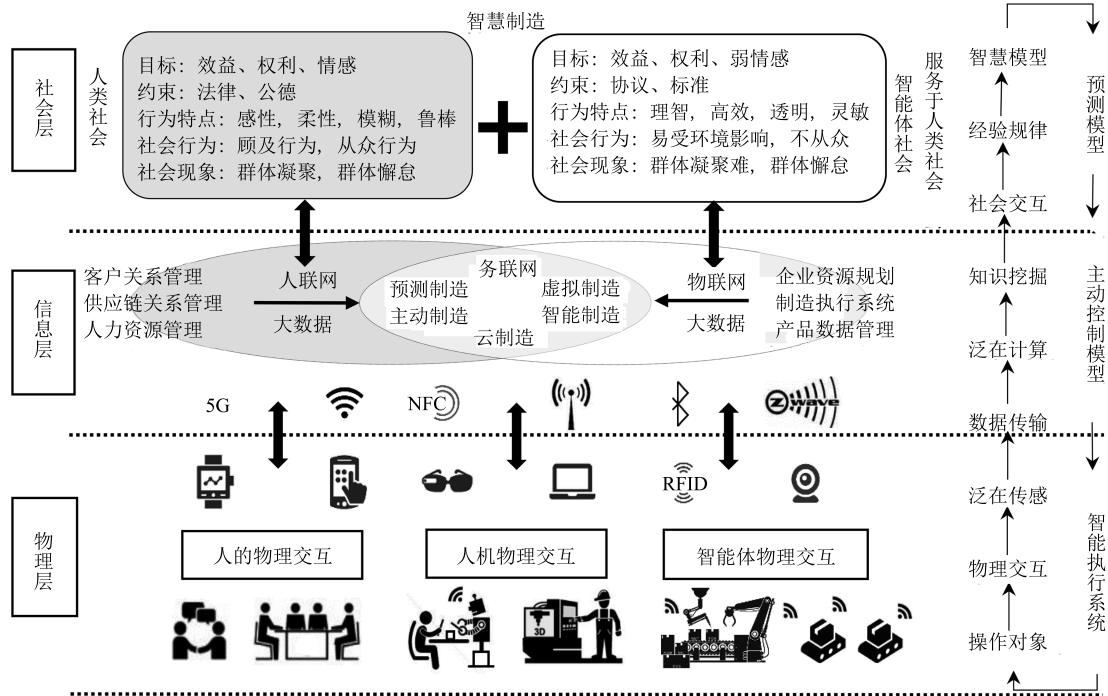 智慧制造
社会层
人类社会
目标：效益、权利、情感
约束：法律、公德
行为特点：感性，柔性，模糊，鲁棒
社会行为：顾及行为，从众行为
社会现象：群体凝聚，群体懈怠
目标：效益、权利、弱情感
约束：协议、标准
行为特点：理智，高效，透明，灵敏
社会行为：易受环境影响，不从众
社会现象：群体凝聚难，群体懈怠
智能体社会
服务于人类社会
信息层
客户关系管理
供应链关系管理
人力资源管理
人联网
大数据
务联网
预测制造
主动制造
虚拟制造
智能制造
云制造
物联网
大数据
企业资源规划
制造执行系统
产品数据管理
5G
NFC
Z wave
物理层
RFID
人的物理交互
人机物理交互
智能体物理交互
3D
智慧模型
经验规律
社会交互
知识挖掘
泛在计算
数据传输
泛在传感
物理交互
操作对象
预测模型
主动控制模型
智能执行系统